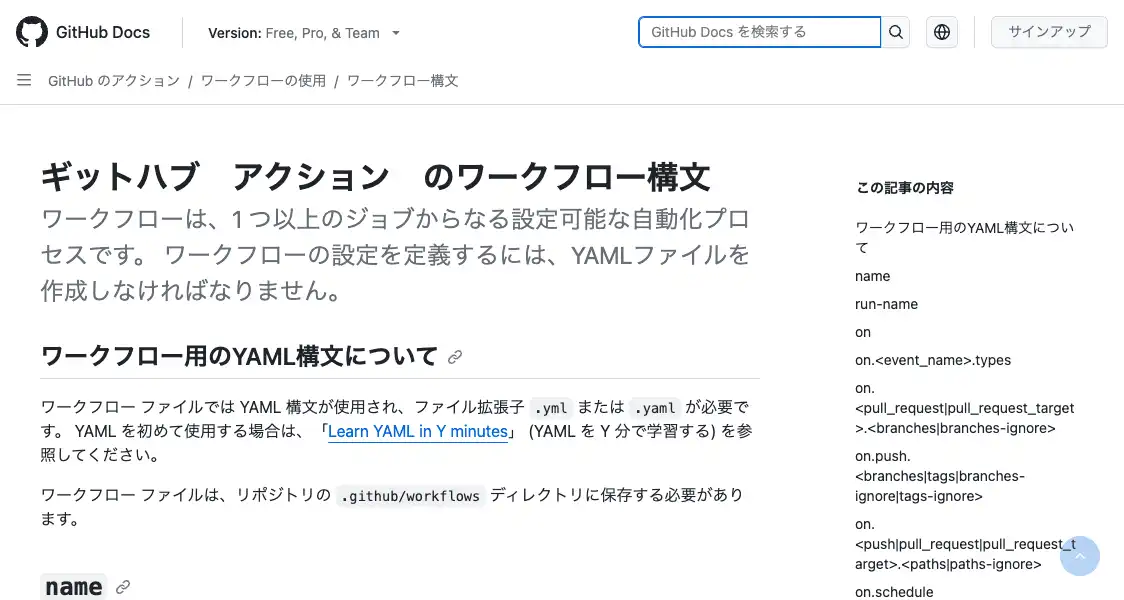 GitHub Docs
Version: Free, Pro, & Team
GitHub Docs を検索する
サインアップ
GitHub のアクション / ワークフローの使用 / ワークフロー構文
ギットハブ　アクション　のワークフロー構文
ワークフローは、1 つ以上のジョブからなる設定可能な自動化プロ
セスです。 ワークフローの設定を定義するには、YAMLファイルを
作成しなければなりません。
ワークフロー用のYAML構文について
ワークフロー ファイルでは YAML 構文が使用され、ファイル拡張子 .yml または .yaml が必要で
す。 YAML を初めて使用する場合は、「Learn YAML in Y minutes」 (YAML を Y 分で学習する) を参
照してください。
ワークフロー ファイルは、リポジトリの .github/workflows ディレクトリに保存する必要があり
ます。
name
この記事の内容
ワークフロー用のYAML構文につい
て
name
run-name
on
on.<event_name>.types
on.
<pull_request|pull_request_target
>.<branches|branches-ignore>
on.push.
<branches|tags|branches-
ignore|tags-ignore>
on.
<push|pull_request|pull_request_t
arget>.<paths|paths-ignore>
on.schedule